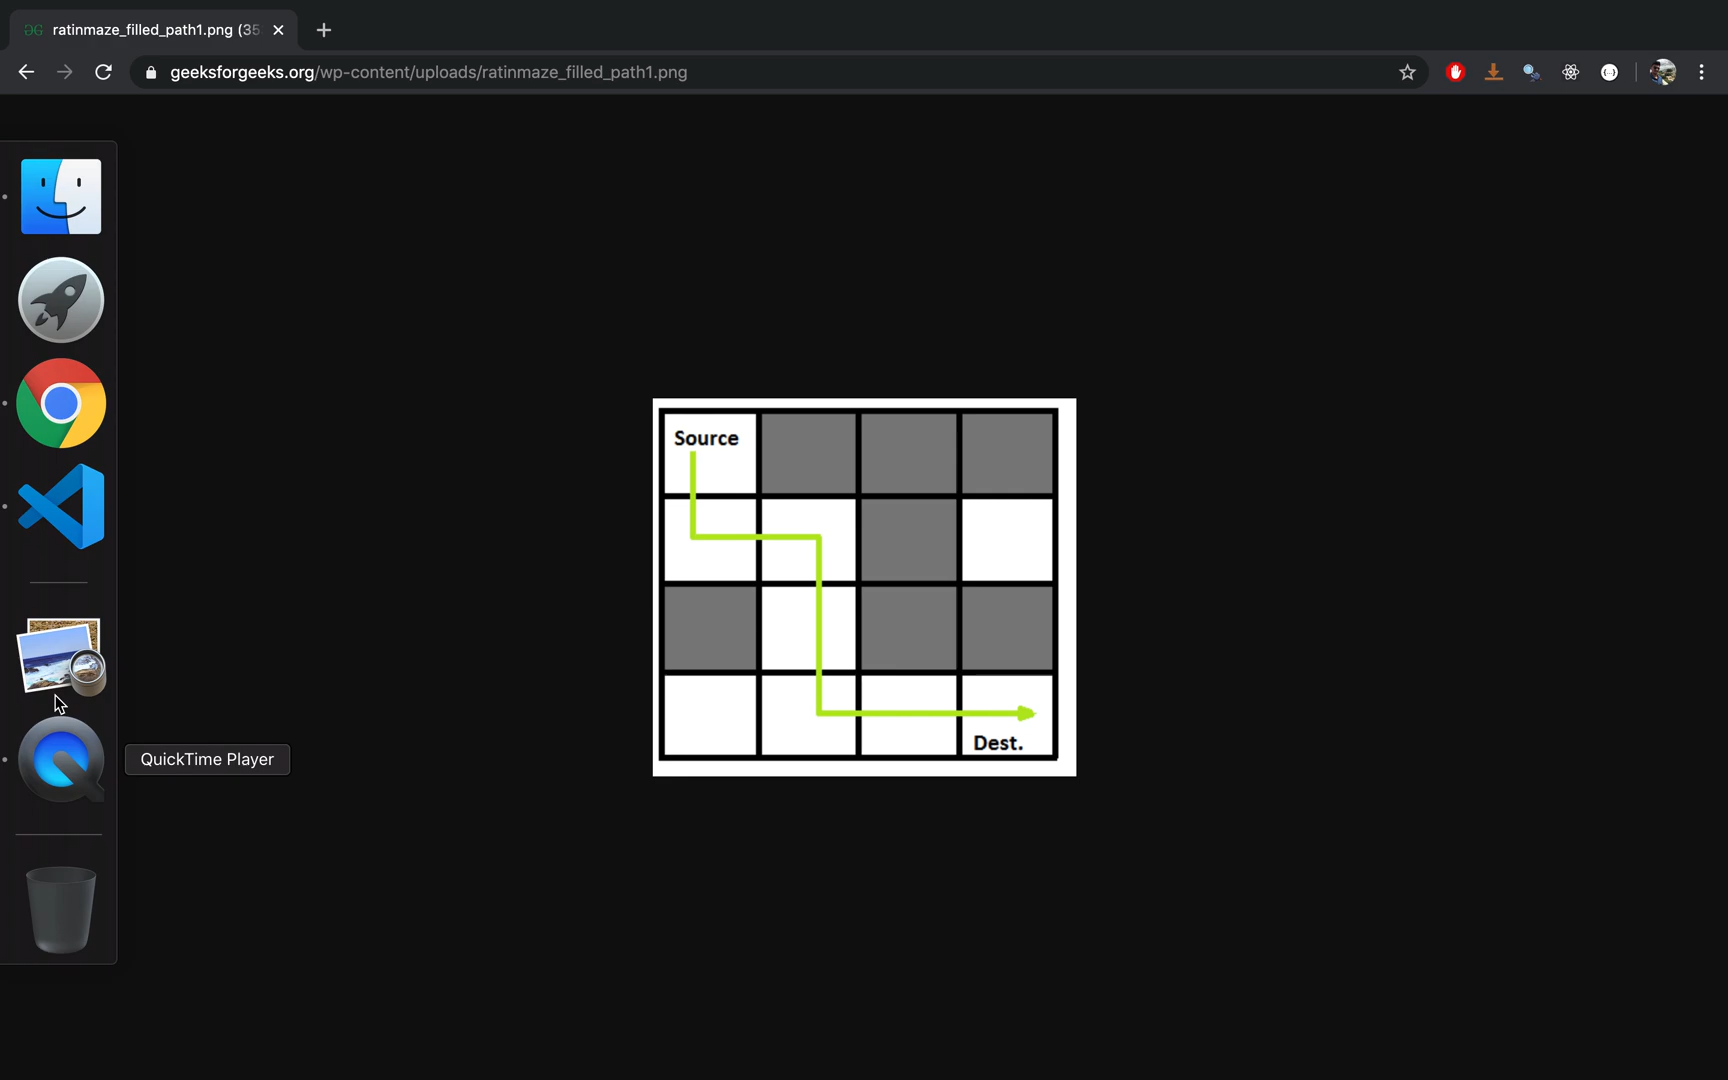 ratinmaze_filled_path1.png (35
geeksforgeeks.org/wp-content/uploads/ratinmaze_filled_path1.png
Source
Dest.
QuickTime Player